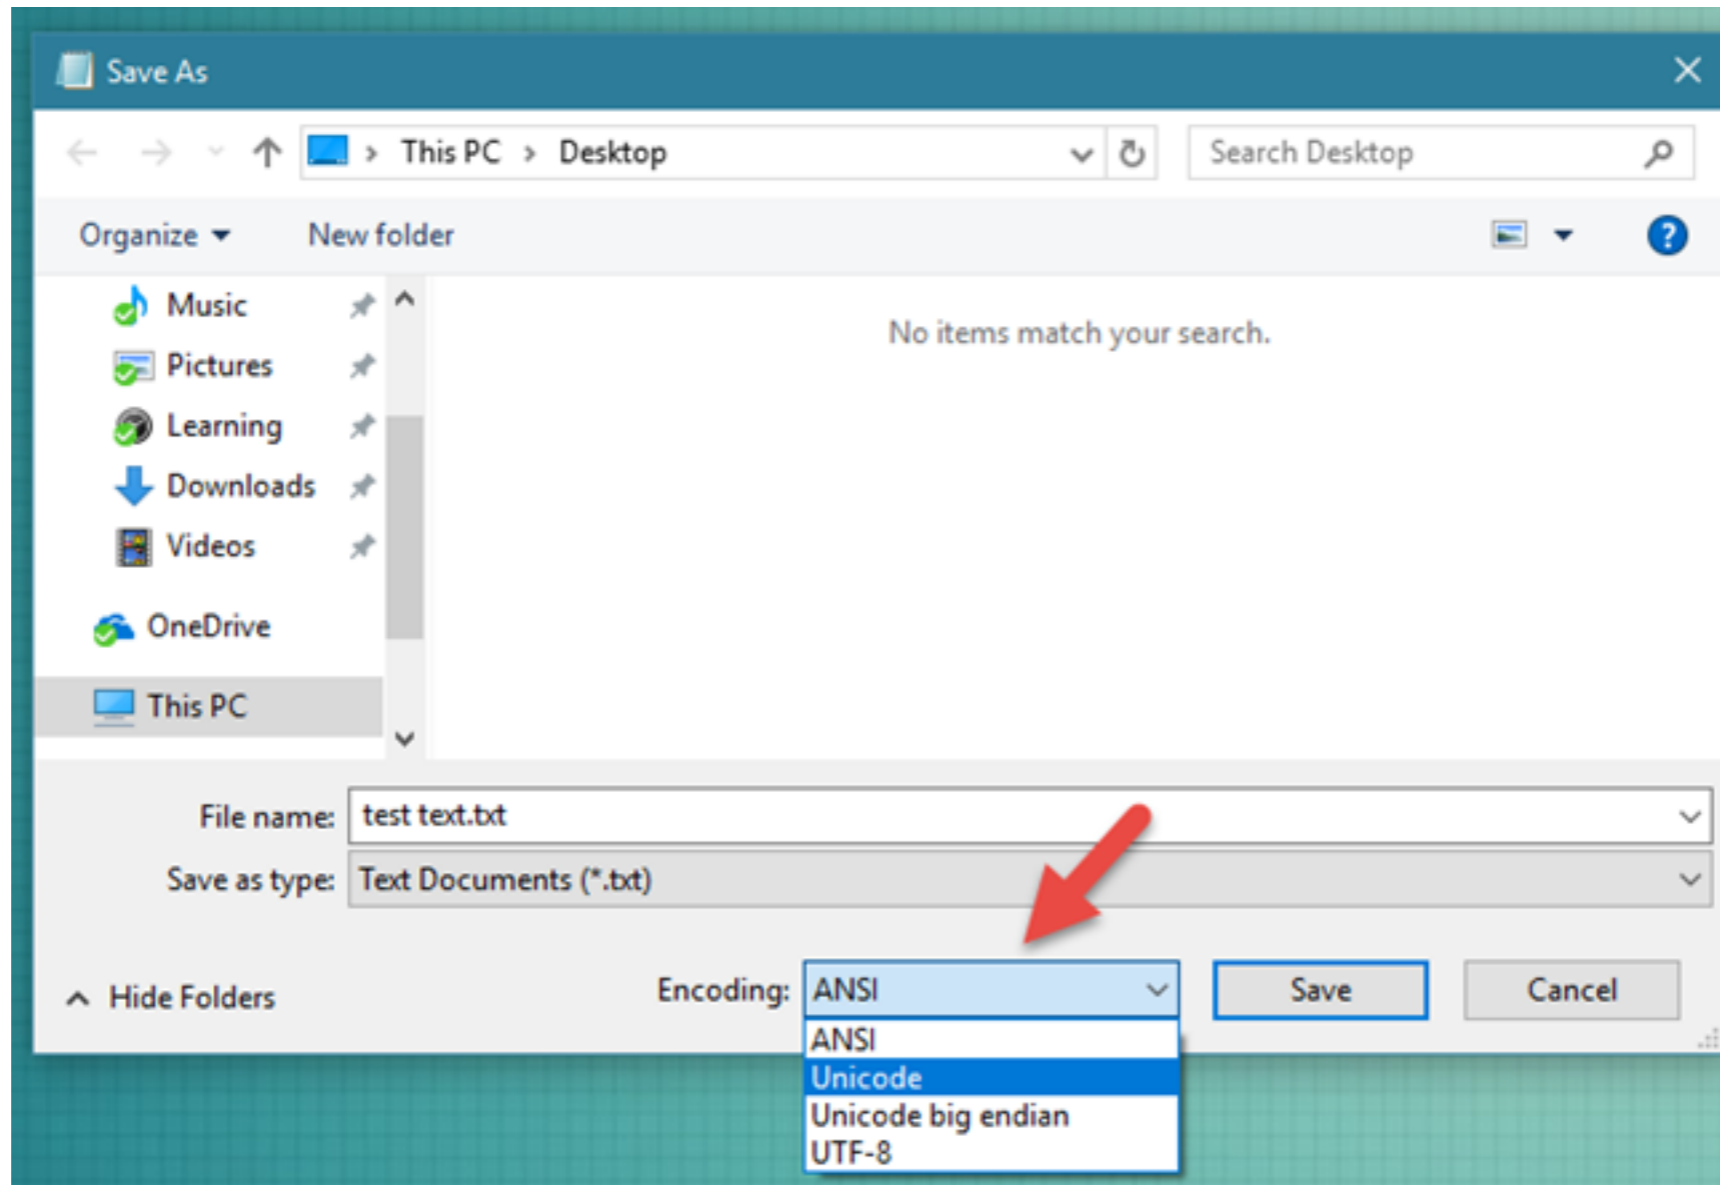 Save As
This PC > Desktop
Search Desktop
Organize
New folder
?
Music
No items match your search.
Pictures
Learning
Downloads
Videos
OneDrive
This PC
File name: test text.txt
Save as type: Text Documents (*.txt)
Hide Folders
Encoding: ANSI
Save
Cancel
ANSI
Unicode
Unicode big endian
UTF-8